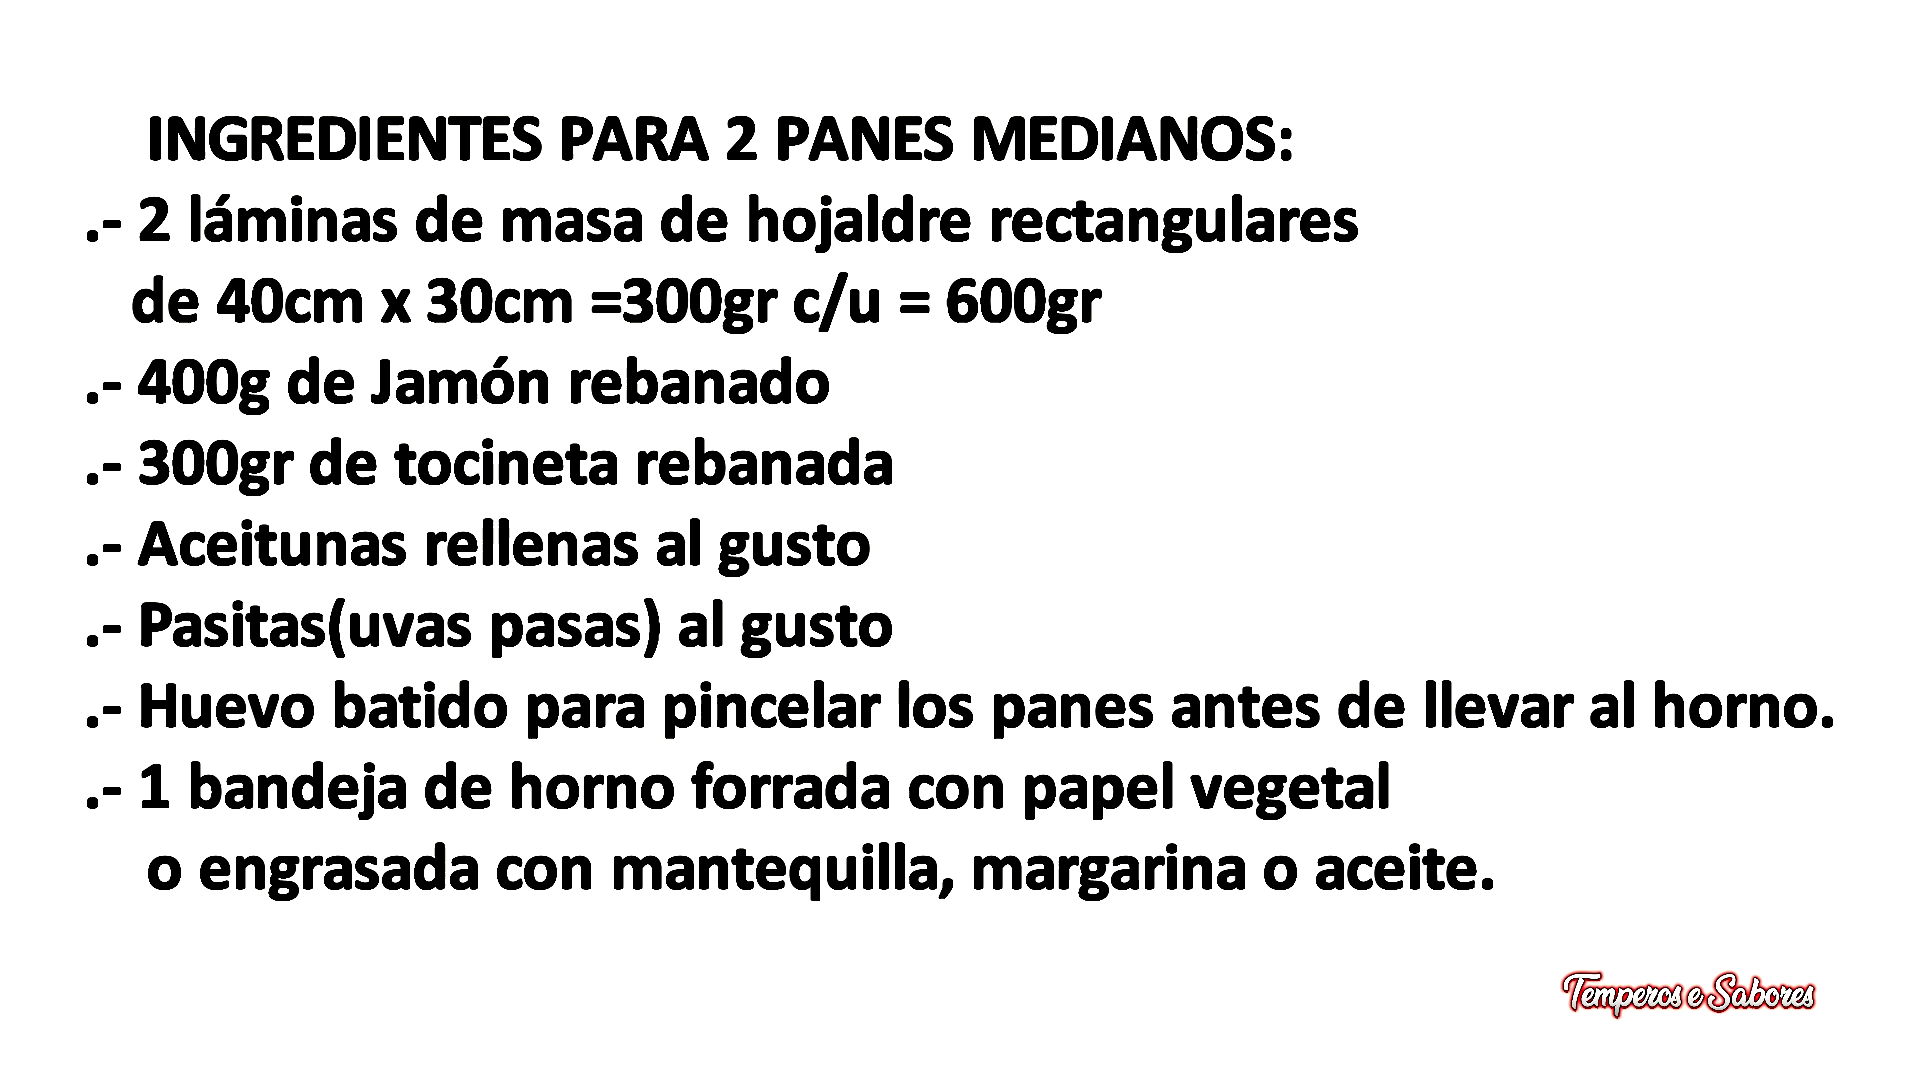 INGREDIENTES PARA 2 PANES MEDIANOS:
.- 2 láminas de masa de hojaldre rectangulares
de 40cm x 30cm =300gr c/u = 600gr
.- 400g de Jamón rebanado
.- 300gr de tocineta rebanada
.- Aceitunas rellenas al gusto
.- Pasitas(uvas pasas) al gusto
.- Huevo batido para pincelar los panes antes de llevar al horno.
.- 1 bandeja de horno forrada con papel vegetal
o engrasada con mantequilla, margarina o aceite.
Temperos e Sabores